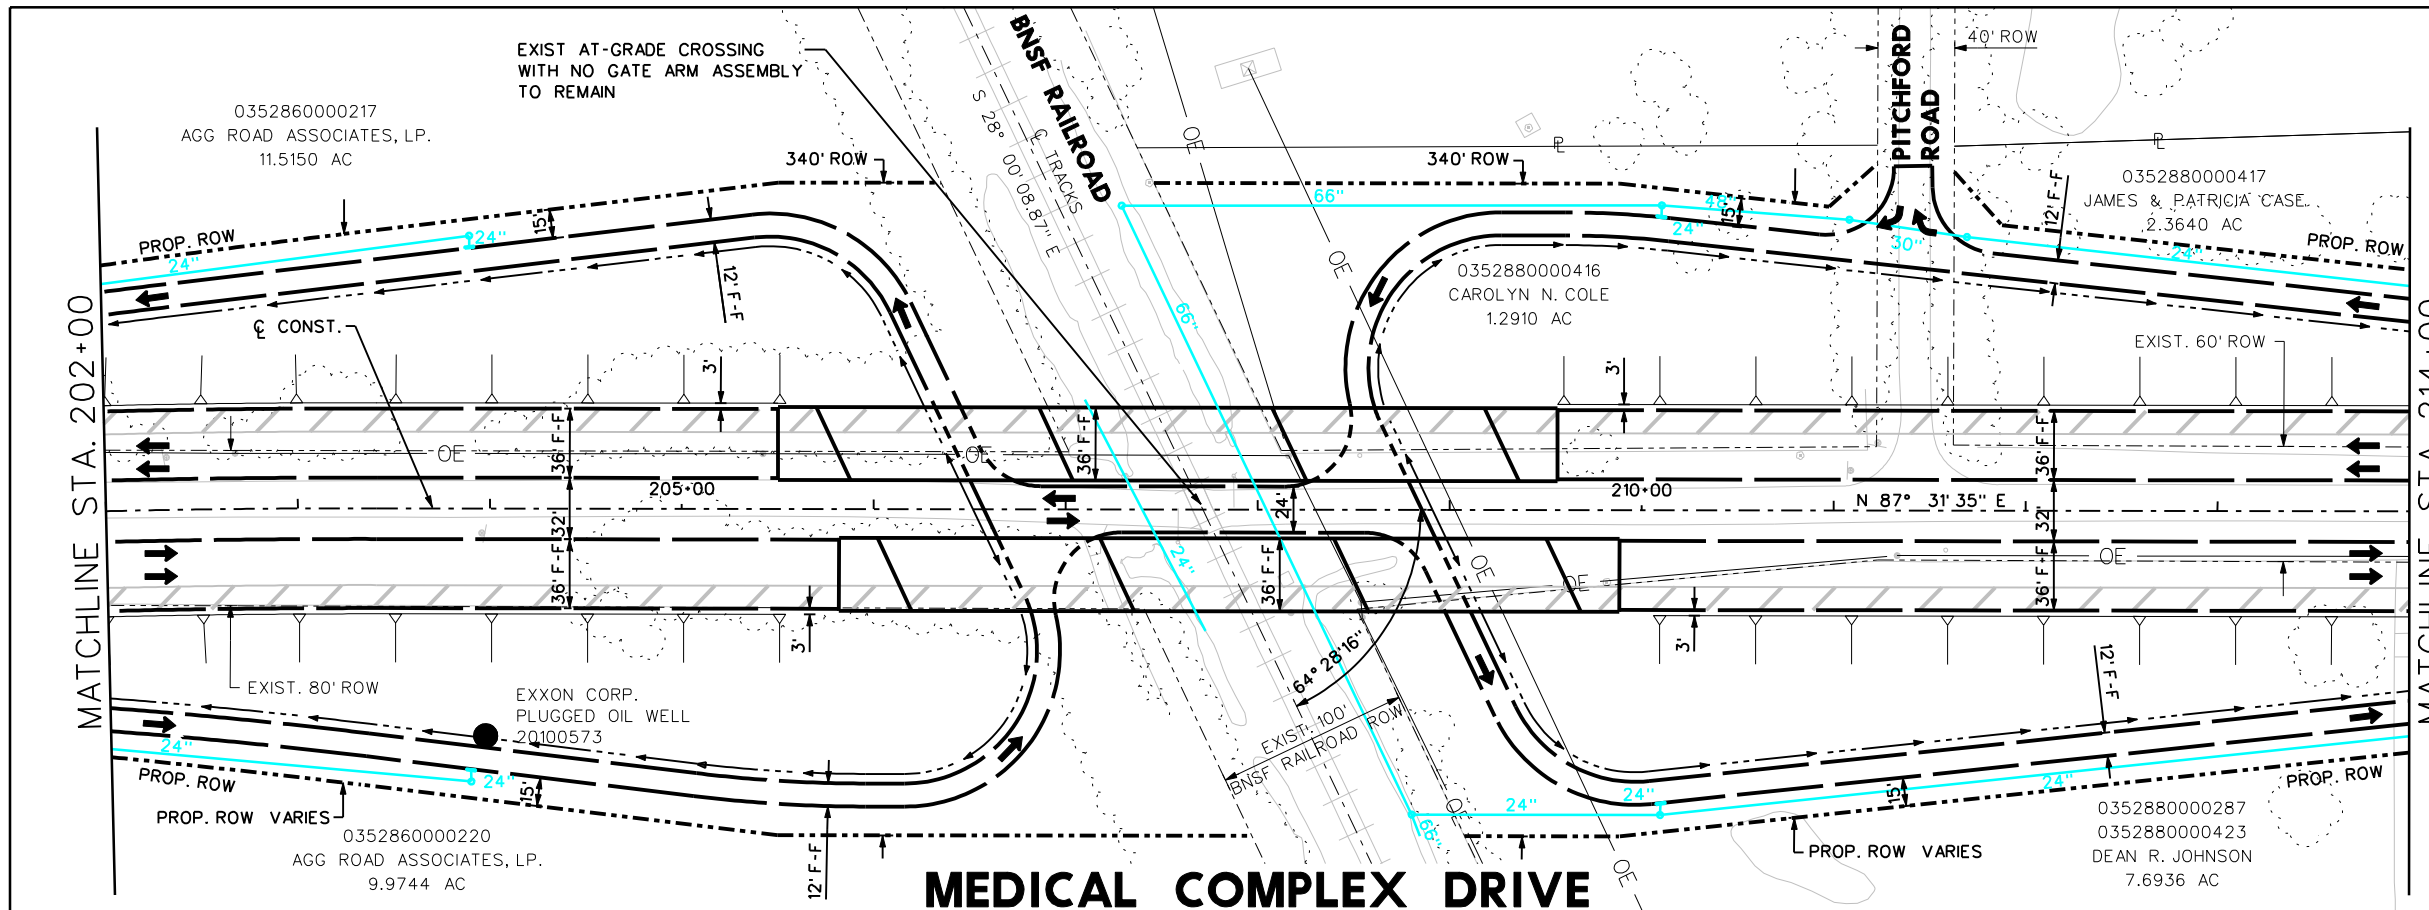 EXIST AT-GRADE CROSSING
WITH NO GATE ARM ASSEMBLY
TO REMAIN
BNSF RAILROAD
℄ TRACKS
S 28° 00' 08.87" E
OE
PITCHFORD
ROAD
40' ROW
0352860000217
AGG ROAD ASSOCIATES, LP.
11.5150 AC
340' ROW
340' ROW
℄
℄
66"
48"
15'
24"
30"
12' F-F
0352880000417
JAMES & PATRICIA CASE
2.3640 AC
PROP. ROW
24"
PROP. ROW
24"
15'
24"
12' F-F
℄ CONST.
66"
OE
0352880000416
CAROLYN N. COLE
1.2910 AC
EXIST. 60' ROW
MATCHLINE STA. 202+00
3'
36' F-F
OE
OE
36' F-F
3'
36' F-F
205+00
24'
210+00
N 87° 31' 35" E
32'
32'
36' F-F
24"
36' F-F
OE
OE
OE
36' F-F
3'
3'
64° 28'16"
EXIST. 80' ROW
EXXON CORP.
PLUGGED OIL WELL
20100573
EXIST. 100'
BNSF RAILROAD ROW
12' F-F
24"
PROP. ROW
24"
15'
PROP. ROW VARIES
0352860000220
AGG ROAD ASSOCIATES, LP.
9.9744 AC
12' F-F
66"
OE
OE
24"
24"
24"
15'
PROP. ROW
PROP. ROW VARIES
0352880000287
0352880000423
DEAN R. JOHNSON
7.6936 AC
MEDICAL COMPLEX DRIVE